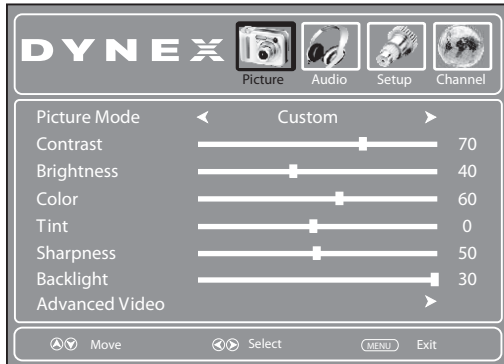 DYNEX
Picture Audio Setup Channel
Picture Mode Custom
Contrast 70
Brightness 40
Color 60
Tint 0
Sharpness 50
Backlight 30
Advanced Video
Move Select MENU Exit